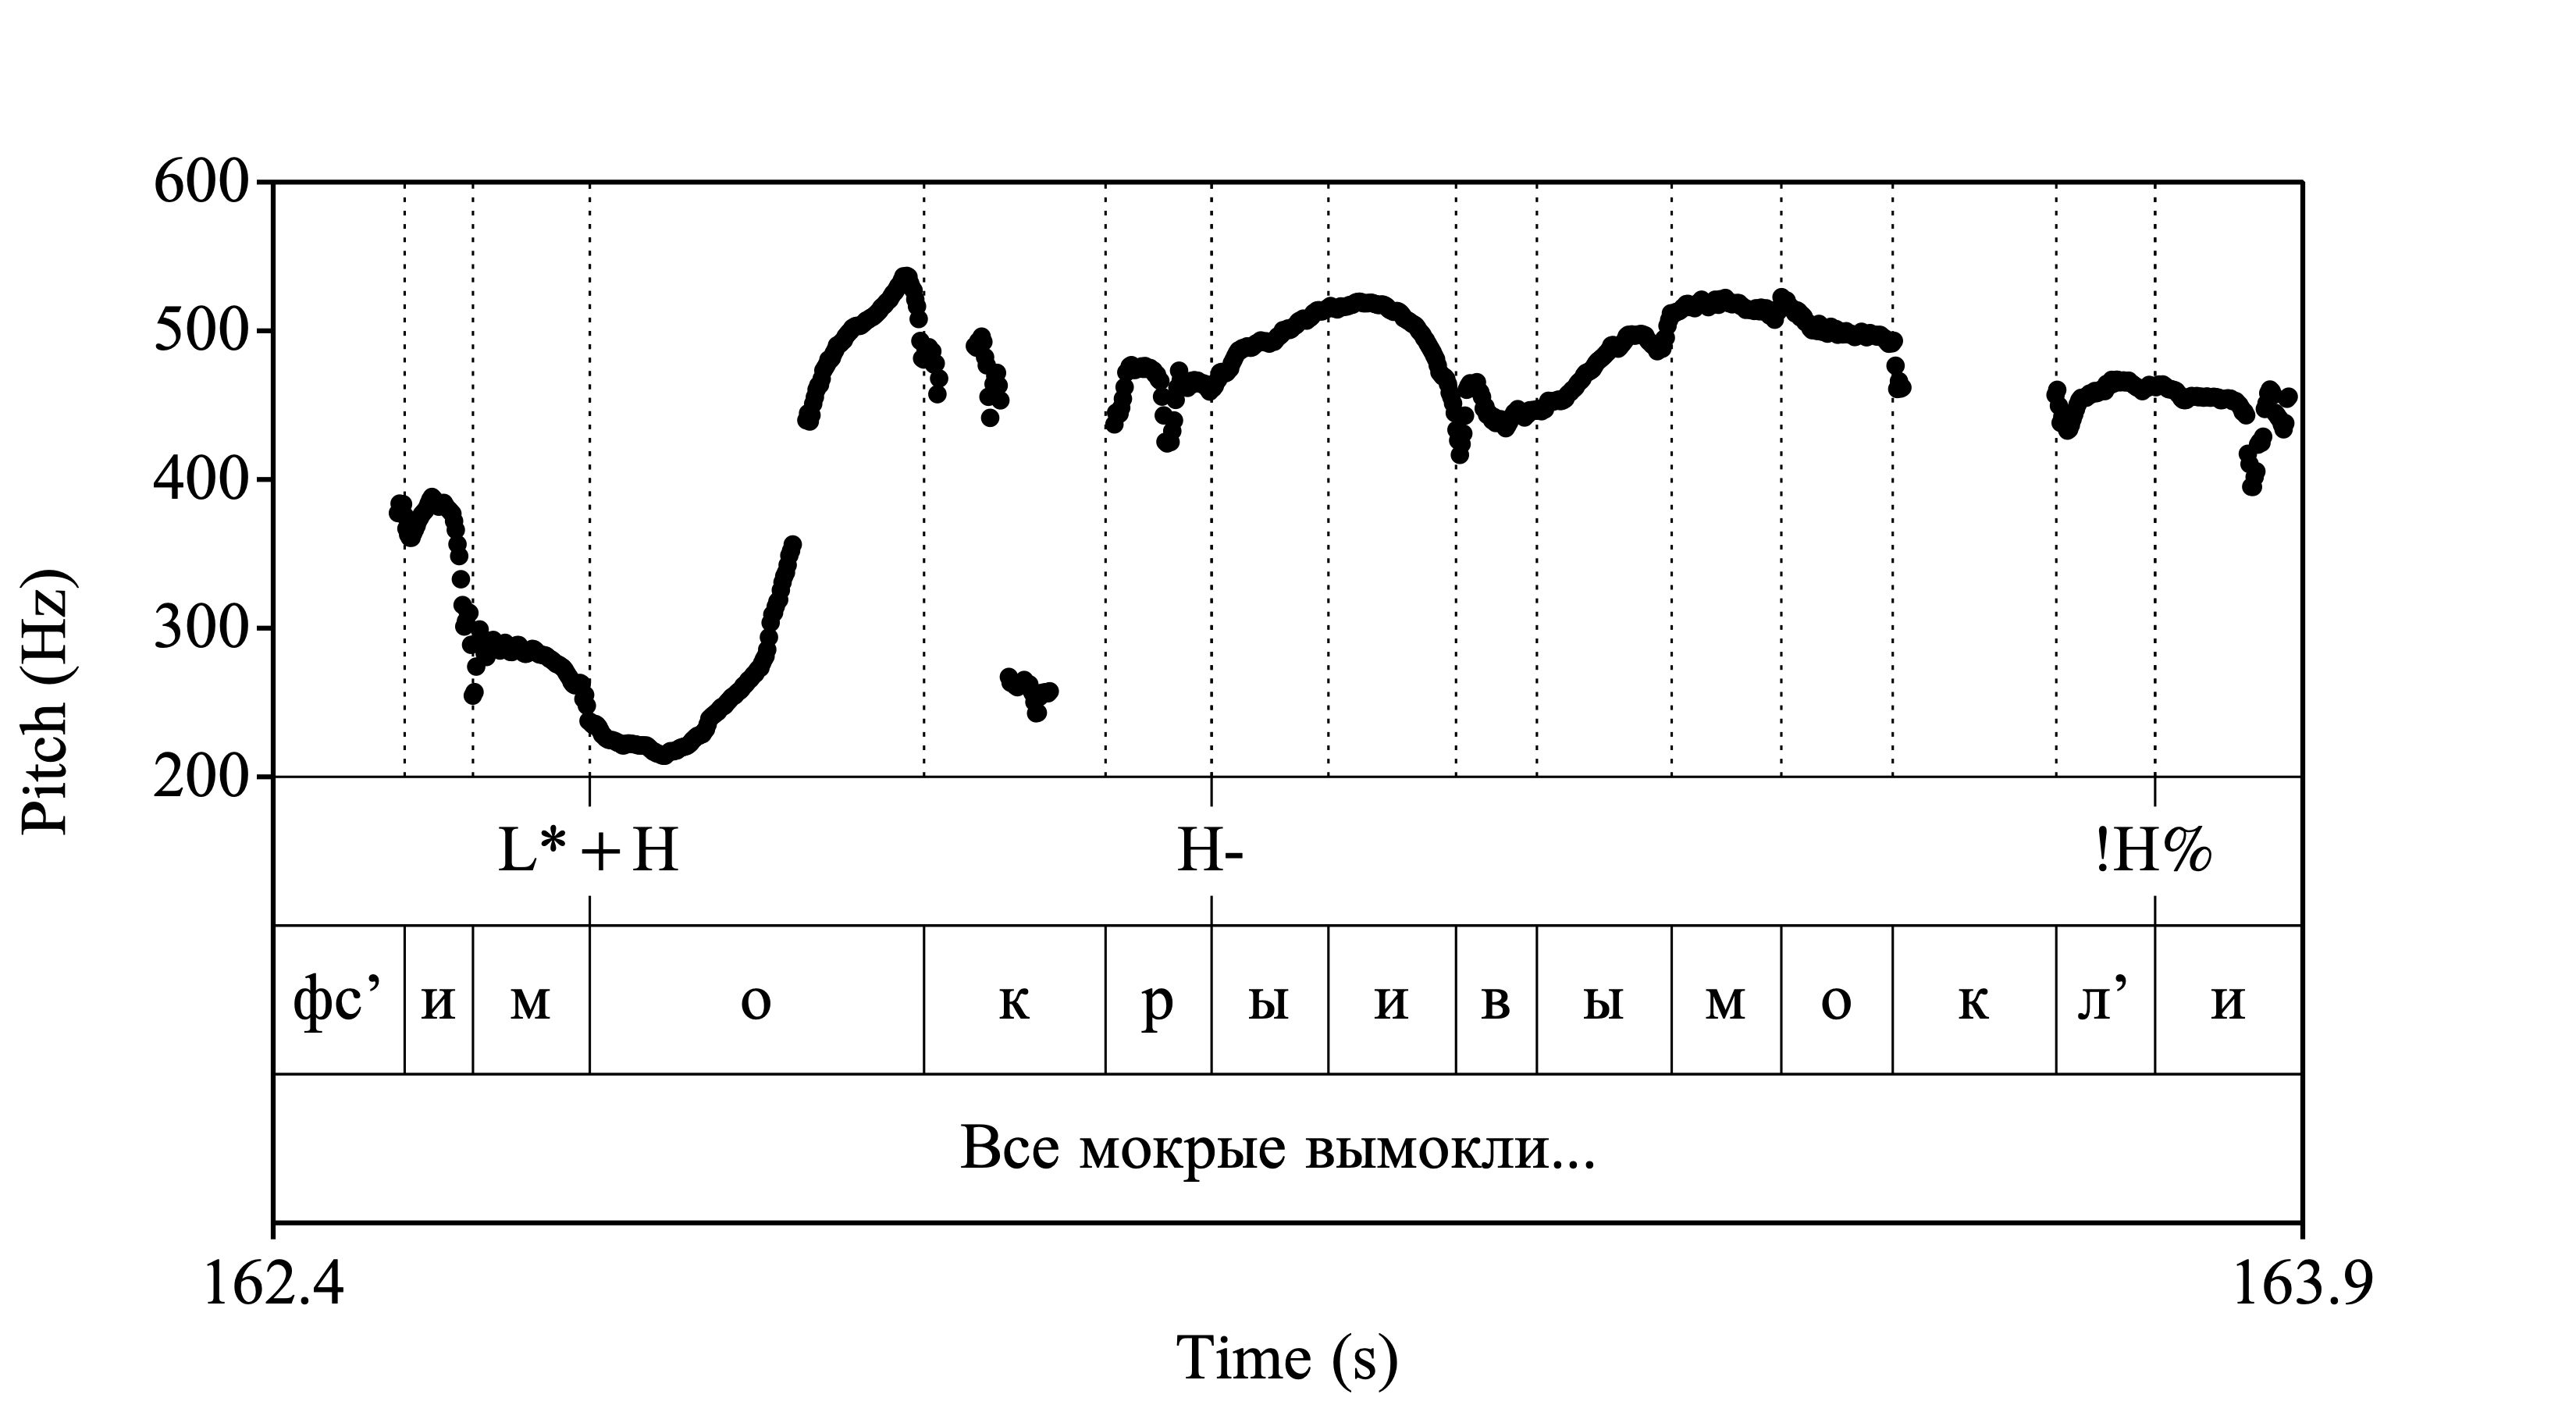 600
500
400
300
200
Pitch (Hz)
L*+H H- !H%
фс’ и м о к р ы и в ы м о к л’ и
Все мокрые вымокли...
162.4 163.9
Time (s)